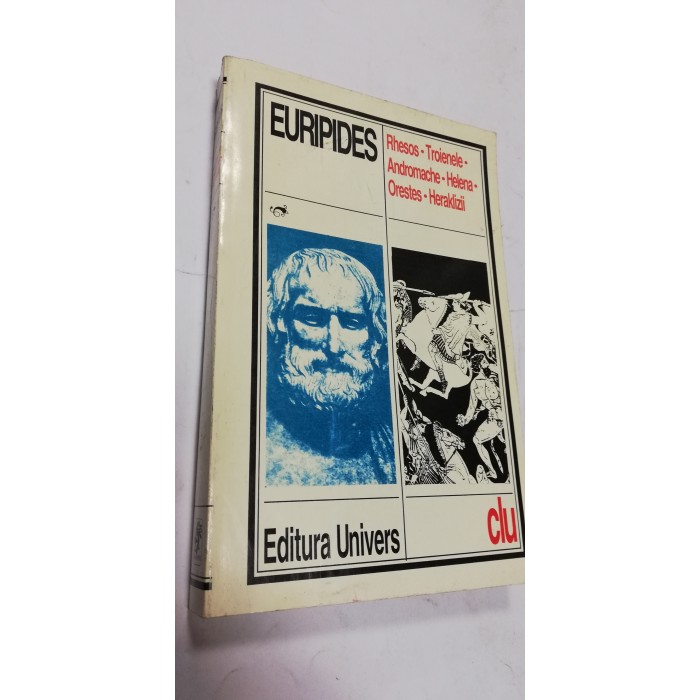 EURIPIDES
Rhesos • Troienele •
Andromache • Helena •
Orestes • Heraklizii
Editura Univers
clu